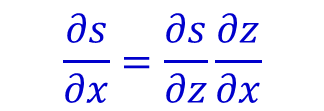 ∂s/∂x = ∂s/∂z ∂z/∂x